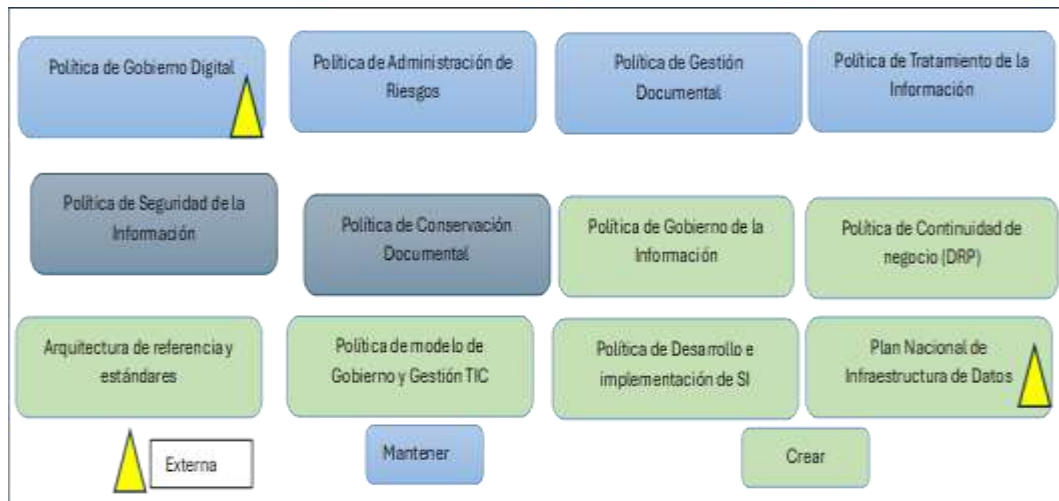 Política de Gobierno Digital
Política de Administración de
Riesgos
Política de Gestión
Documental
Política de Tratamiento de la
Información
Política de Seguridad de la
Información
Política de Conservación
Documental
Política de Gobierno de la
Información
Política de Continuidad de
negocio (DRP)
Arquitectura de referencia y
estándares
Política de modelo de
Gobierno y Gestión TIC
Política de Desarrollo e
implementación de SI
Plan Nacional de
Infraestructura de Datos
Externa
Mantener
Crear